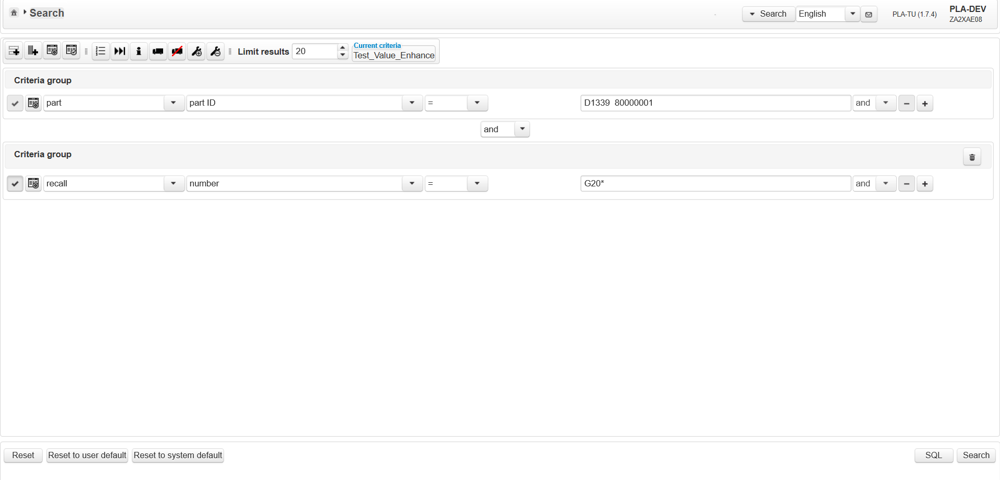 Search
Search English PLA-TU (1.7.4) PLA-DEV
ZA2XAE08
Limit results 20 Current criteria
Test_Value_Enhance
Criteria group
part part ID = D1339  80000001 and
and
Criteria group
recall number = G20* and
Reset Reset to user default Reset to system default SQL Search